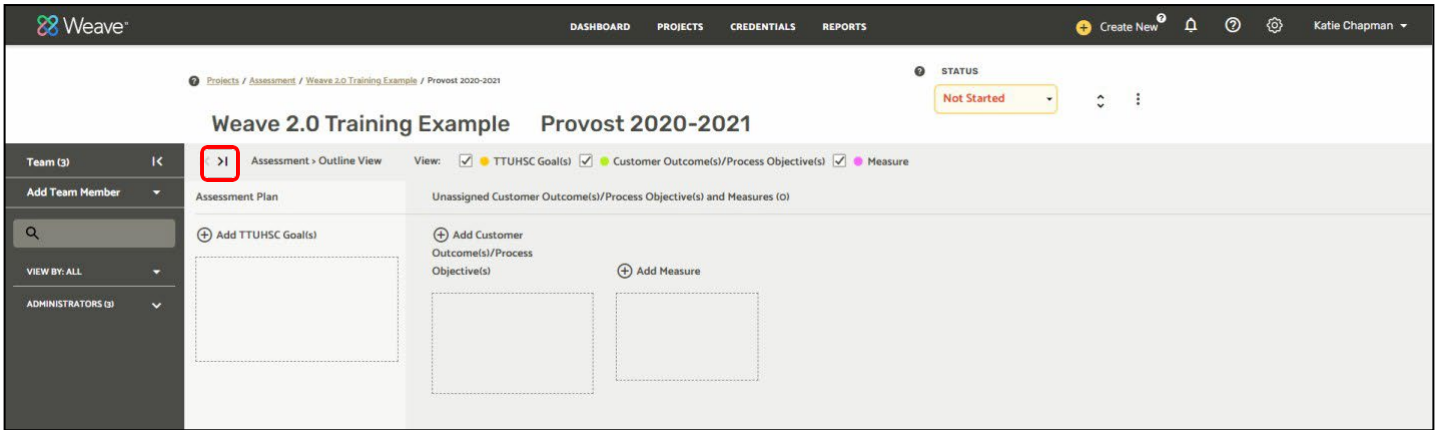 Weave
DASHBOARD PROJECTS CREDENTIALS REPORTS
+ Create New ? Katie Chapman
Projects / Assessment / Weave 2.0 Training Example / Provost 2020-2021
STATUS
Not Started
Weave 2.0 Training Example Provost 2020-2021
Team (3)
Assessment > Outline View View: TTUHSC Goal(s) Customer Outcome(s)/Process Objective(s) Measure
Add Team Member
Assessment Plan
Unassigned Customer Outcome(s)/Process Objective(s) and Measures (0)
Add TTUHSC Goal(s)
Add Customer
Outcome(s)/Process
Objective(s)
Add Measure
VIEW BY: ALL
ADMINISTRATORS (3)